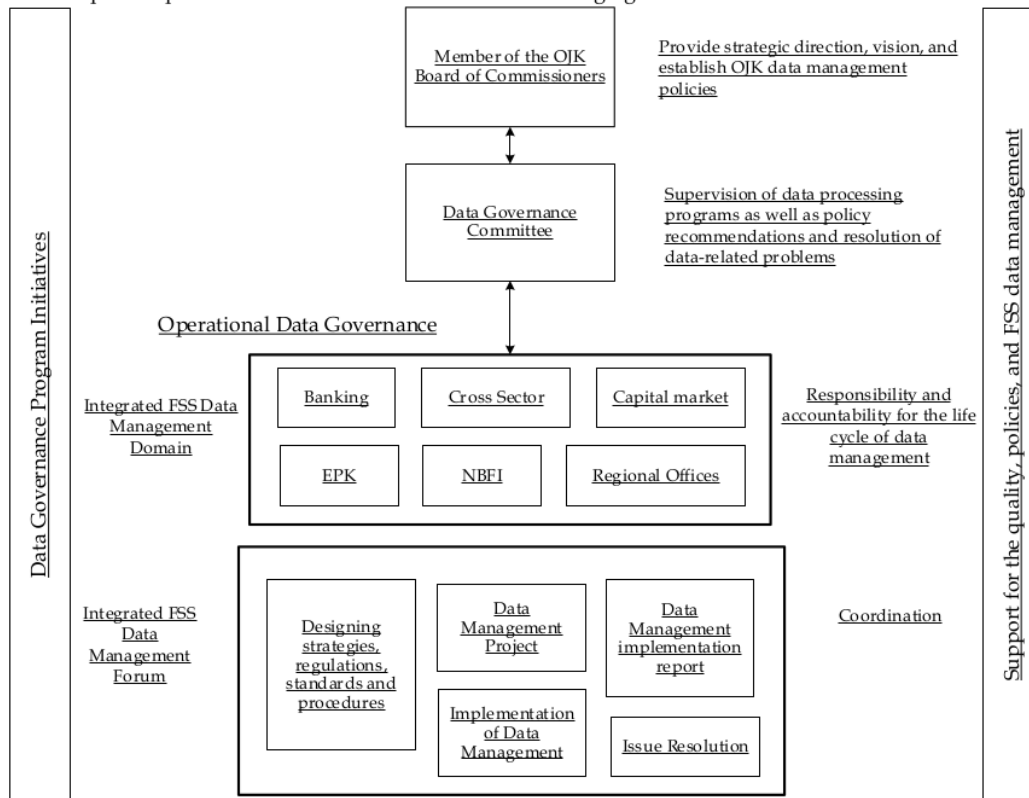 Data Governance Program Initiatives
Member of the OJK
Board of Commissioners
Provide strategic direction, vision, and
establish OJK data management
policies
Data Governance
Committee
Supervision of data processing
programs as well as policy
recommendations and resolution of
data-related problems
Operational Data Governance
Integrated FSS Data
Management
Domain
Banking
Cross Sector
Capital market
EPK
NBFI
Regional Offices
Responsibility and
accountability for the life
cycle of data
management
Integrated FSS
Data
Management
Forum
Designing
strategies,
regulations,
standards and
procedures
Data
Management
Project
Data
Management
implementation
report
Implementation
of Data
Management
Issue Resolution
Coordination
Support for the quality, policies, and FSS data management